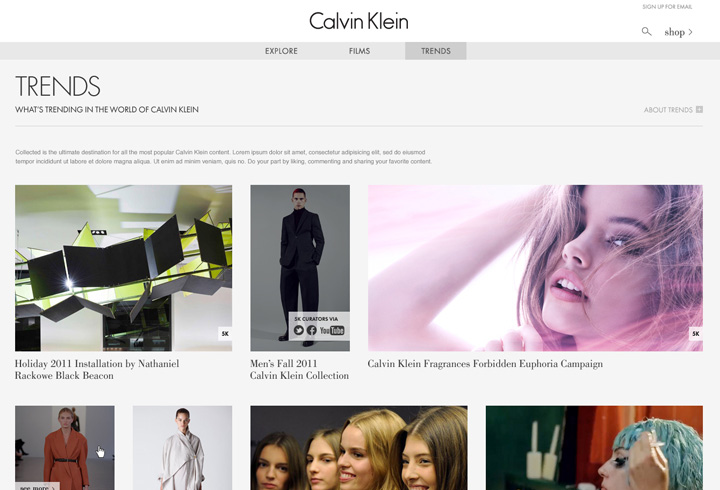 SIGN UP FOR EMAIL
Calvin Klein
shop >
EXPLORE
FILMS
TRENDS
TRENDS
WHAT'S TRENDING IN THE WORLD OF CALVIN KLEIN
ABOUT TRENDS
Collected is the ultimate destination for all the most popular Calvin Klein content. Lorem ipsum dolor sit amet, consectetur adipisicing elit, sed do eiusmod
tempor incididunt ut labore et dolore magna aliqua. Ut enim ad minim veniam, quis no. Do your part by liking, commenting and sharing your favorite content.
5K
5K CURATORS VIA
YouTube
5K
Holiday 2011 Installation by Nathaniel
Rackowe Black Beacon
Men's Fall 2011
Calvin Klein Collection
Calvin Klein Fragrances Forbidden Euphoria Campaign
see more >